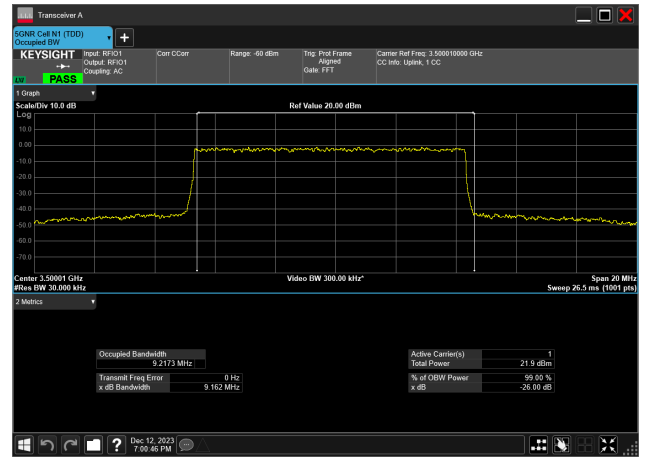 Transceiver A
5GNR Cell N1 (TDD)
Occupied BW
KEYSIGHT
LXI
PASS
Input: RFIO1
Output: RFIO1
Coupling: AC
Corr CCorr
Range: -60 dBm
Trig: Prot Frame
Aligned
Gate: FFT
Carrier Ref Freq: 3.500010000 GHz
CC Info: Uplink, 1 CC
1 Graph
Scale/Div 10.0 dB
Ref Value 20.00 dBm
Log
10.0
0.00
-10.0
-20.0
-30.0
-40.0
-50.0
-60.0
-70.0
Center 3.50001 GHz
Video BW 300.00 kHz*
Span 20 MHz
#Res BW 30.000 kHz
Sweep 26.5 ms (1001 pts)
2 Metrics
Occupied Bandwidth
9.2173 MHz
Transmit Freq Error 0 Hz
x dB Bandwidth 9.162 MHz
Active Carrier(s) 1
Total Power 21.9 dBm
% of OBW Power 99.00 %
x dB -26.00 dB
Dec 12, 2023
7:00:46 PM